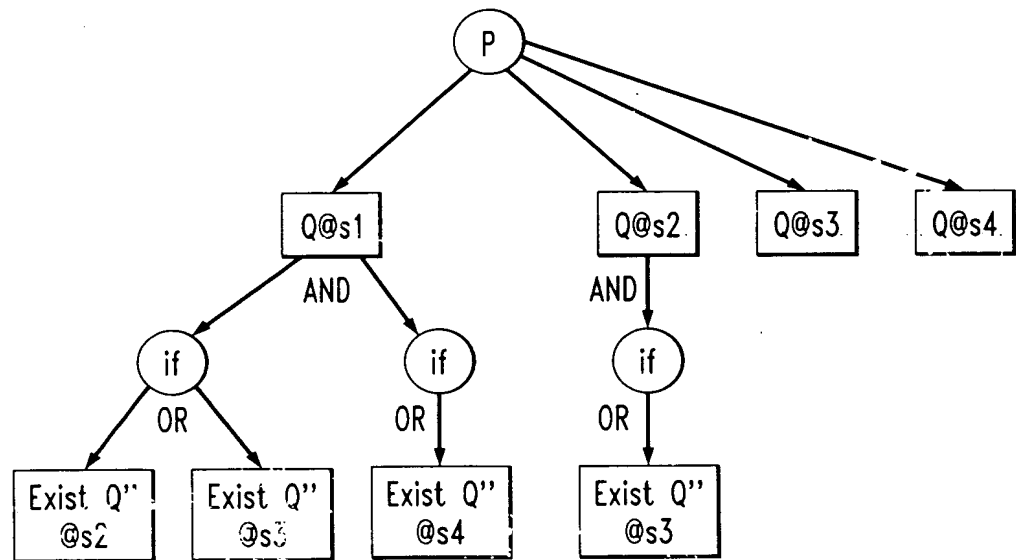 P
Q@s1
Q@s2
Q@s3
Q@s4
AND
AND
if
if
if
OR
OR
OR
Exist Q"
@s2
Exist Q"
@s3
Exist Q"
@s4
Exist Q"
@s3